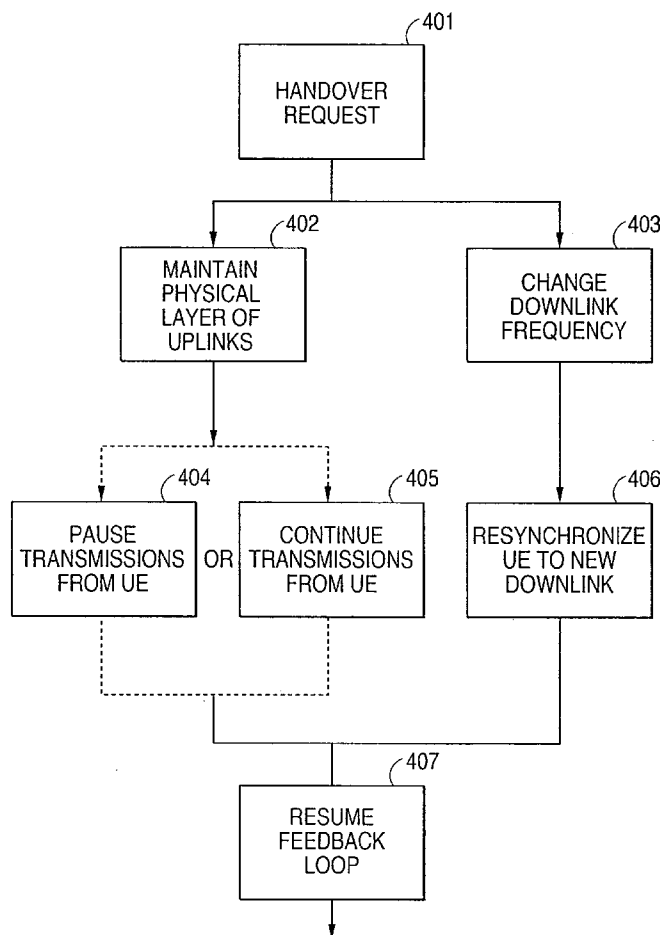 401
HANDOVER
REQUEST
402
MAINTAIN
PHYSICAL
LAYER OF
UPLINKS
403
CHANGE
DOWNLINK
FREQUENCY
404
PAUSE
TRANSMISSIONS
FROM UE
OR
405
CONTINUE
TRANSMISSIONS
FROM UE
406
RESYNCHRONIZE
UE TO NEW
DOWNLINK
407
RESUME
FEEDBACK
LOOP